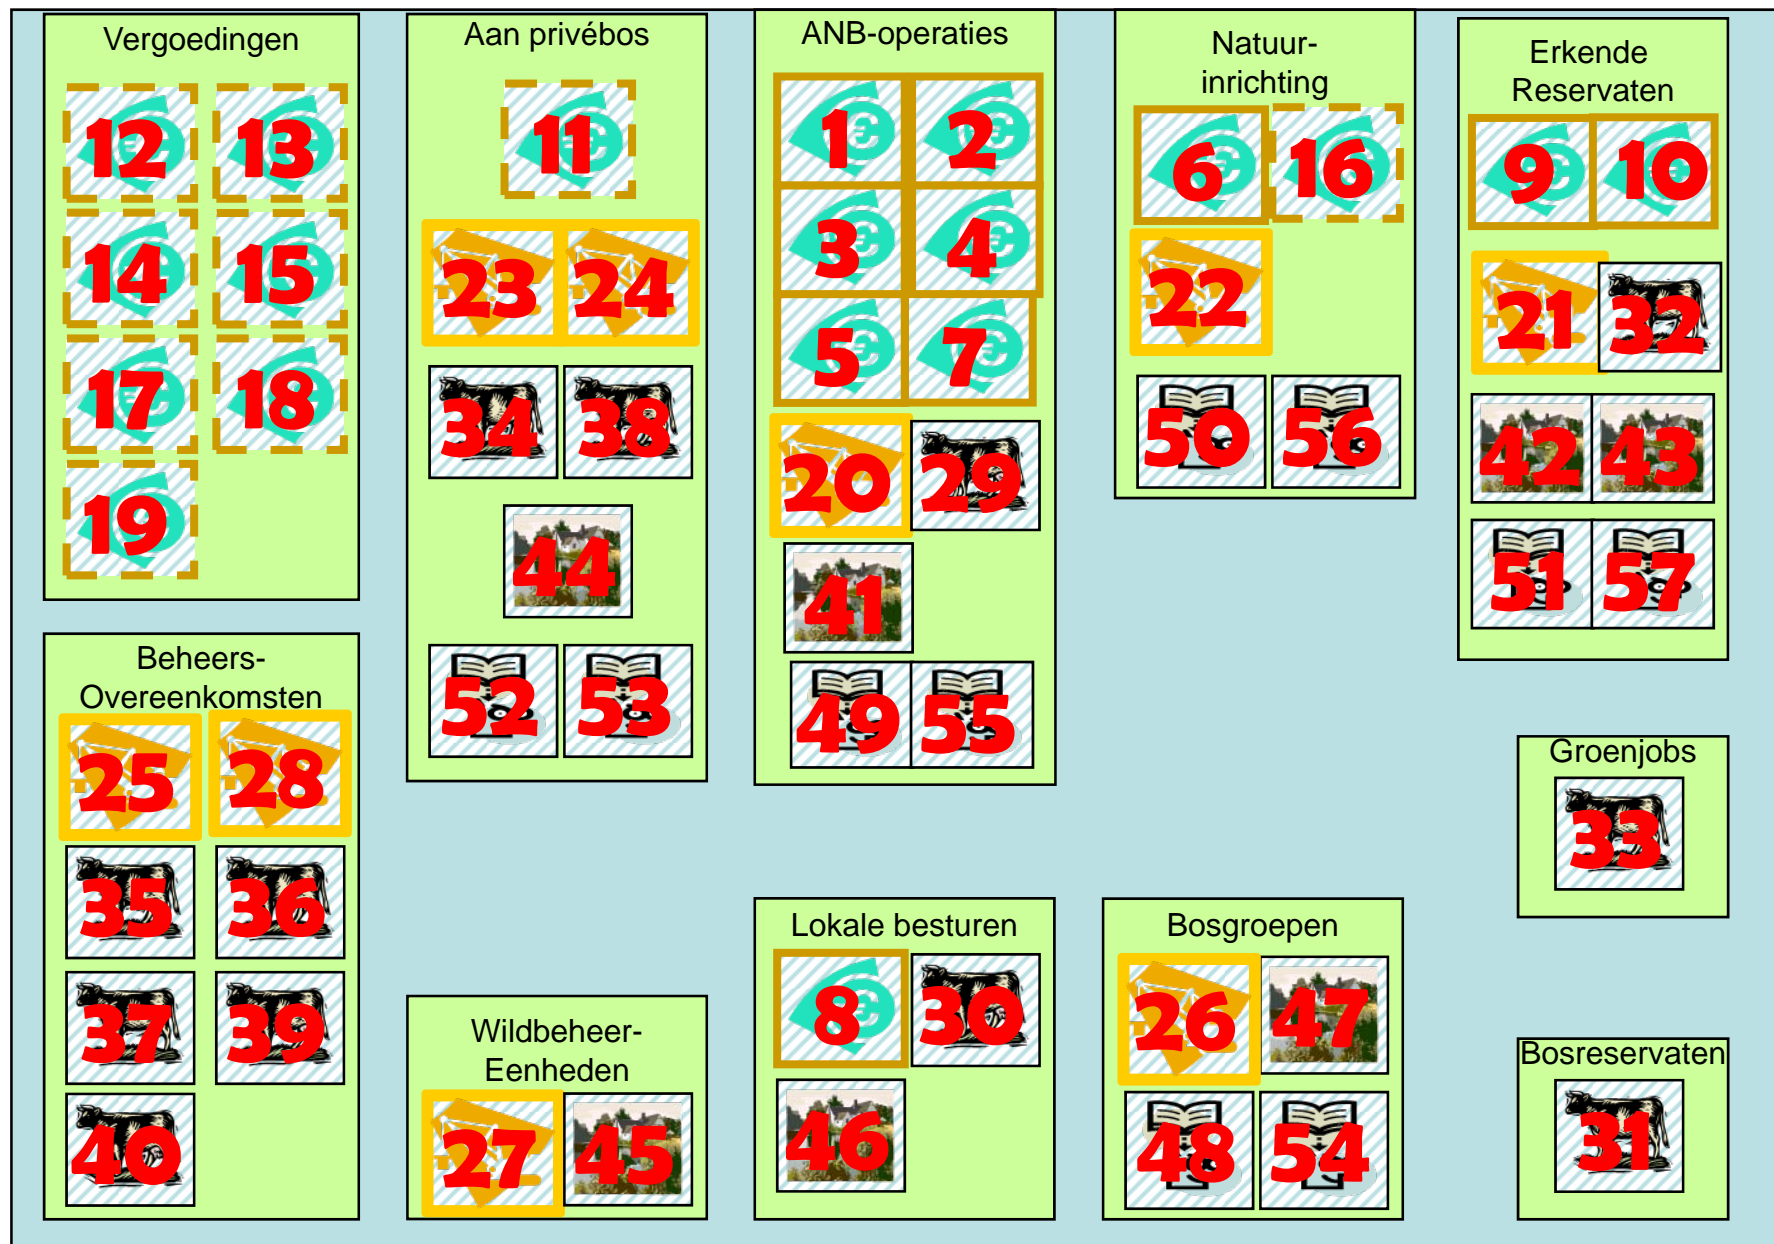 Vergoedingen
12 13
14 15
17 18
19
Aan privébos
11
23 24
34 38
44
52 53
ANB-operaties
1 2
3 4
5 7
20 29
41
49 55
Natuur-
inrichting
6 16
22
50 56
Erkende
Reservaten
9 10
21 32
42 43
51 57
Beheers-
Overeenkomsten
25 28
35 36
37 39
40
Wildbeheer-
Eenheden
27 45
Lokale besturen
8 30
46
Bosgroepen
26 47
48 54
Groenjobs
33
Bosreservaten
31